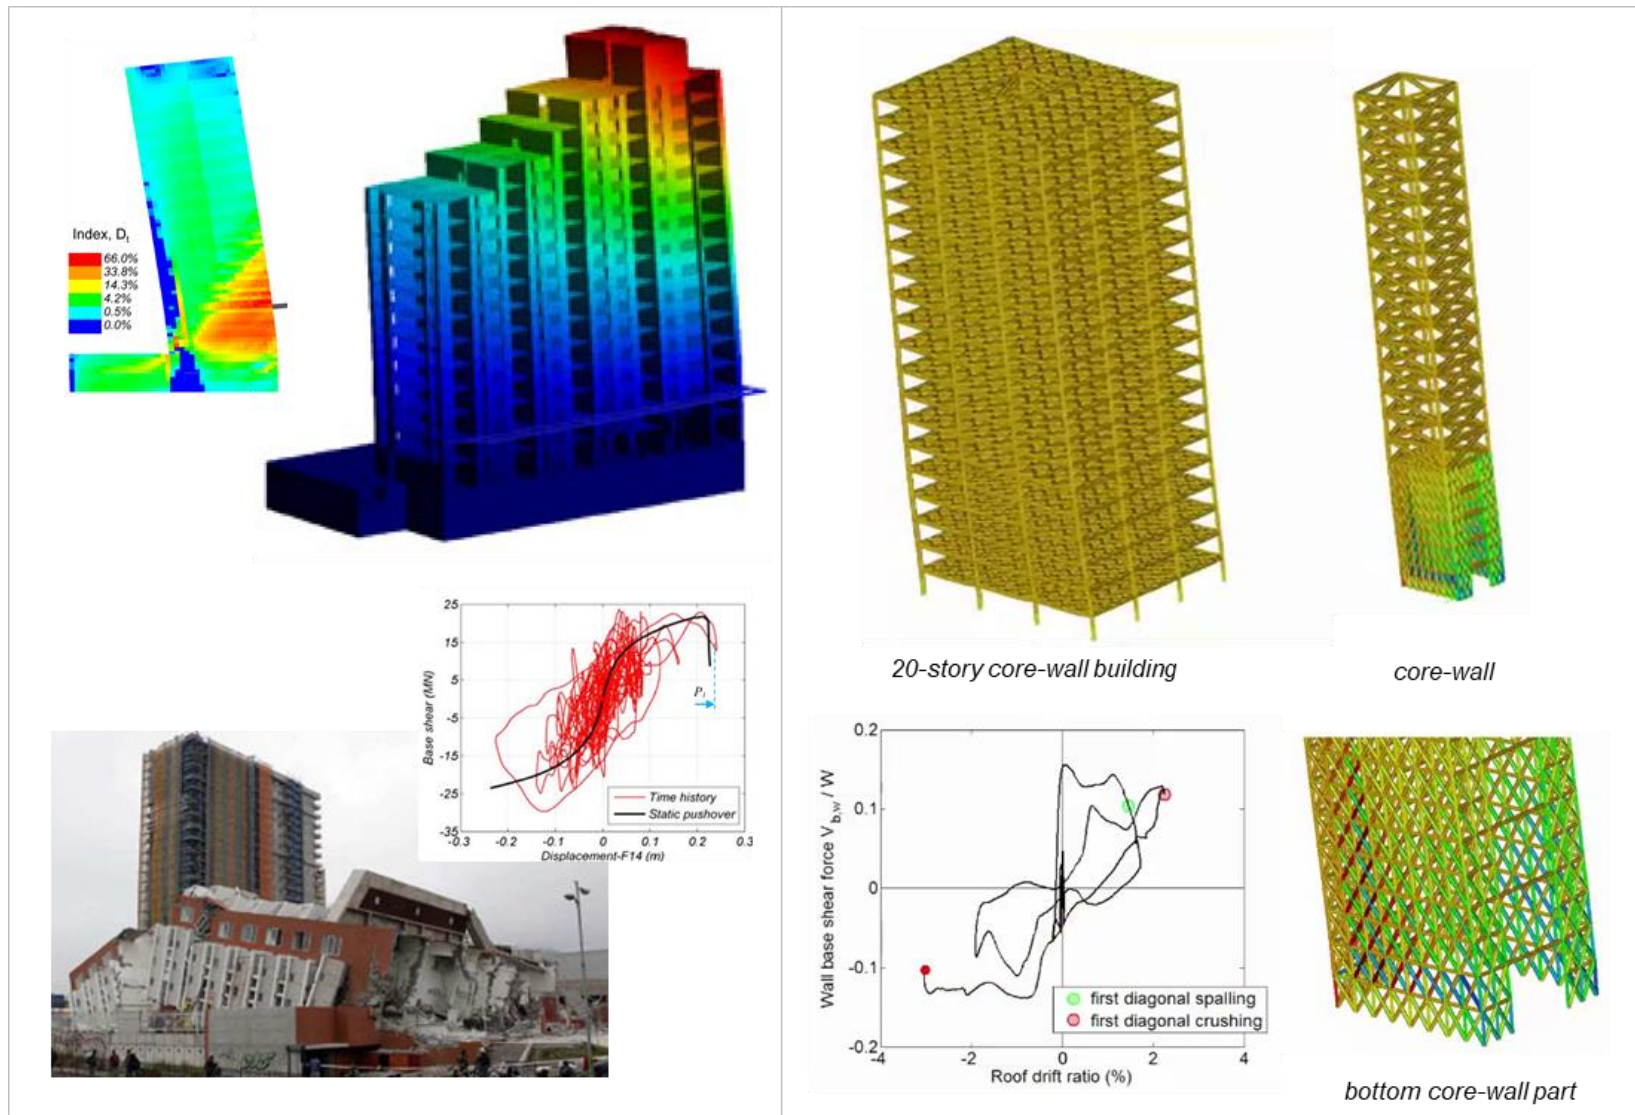 Index, Dt
66.0%
33.8%
14.3%
4.2%
0.5%
0.0%
25
15
5
-5
-15
-25
-35
Base shear (MN)
Pt
Time history
Static pushover
-0.3 -0.2 -0.1 0 0.1 0.2 0.3
Displacement-F14 (m)
20-story core-wall building
core-wall
0.2
0.1
0
-0.1
-0.2
Wall base shear force Vb,w / W
first diagonal spalling
first diagonal crushing
-4 -2 0 2 4
Roof drift ratio (%)
bottom core-wall part